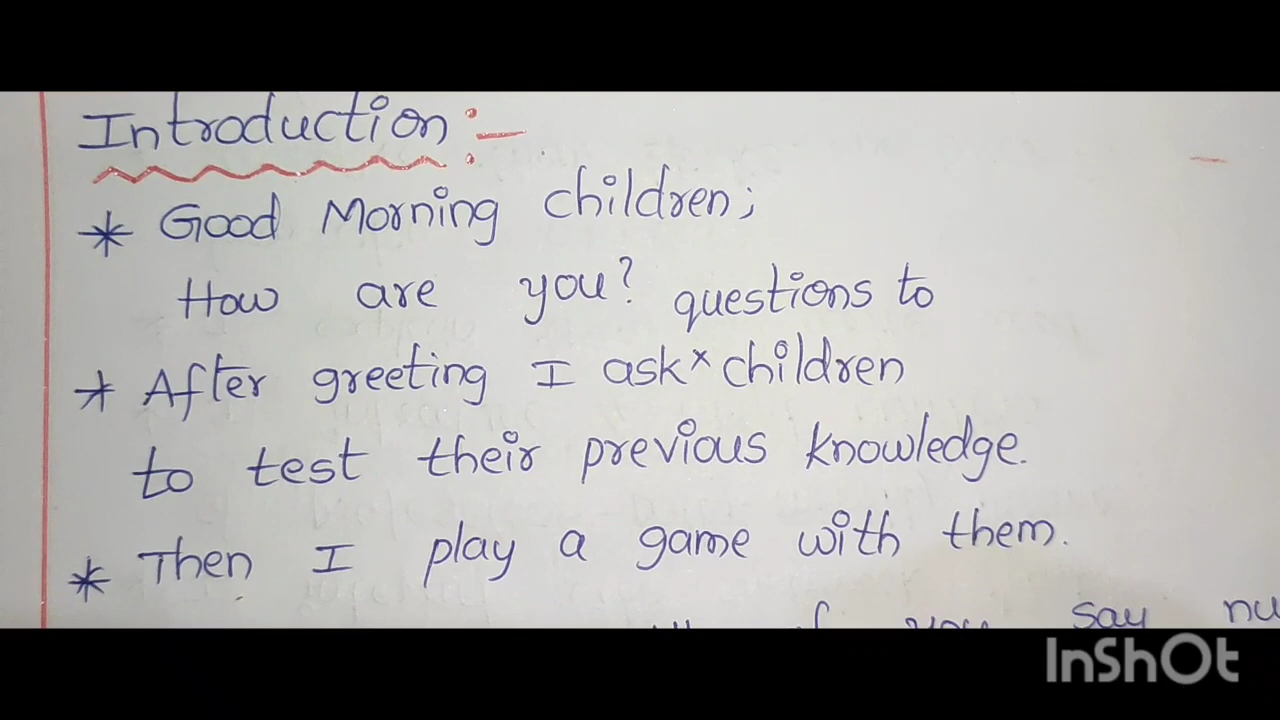 Introduction:-
* Good Morning children;
How are you? questions to
* After greeting I ask x children
to test their previous knowledge.
* Then I play a game with them.
say
InShOt